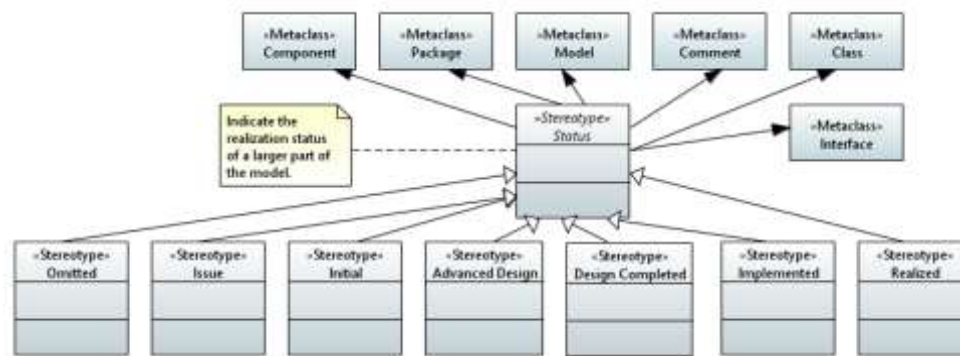 «Metaclass»
Component
«Metaclass»
Package
«Metaclass»
Model
«Metaclass»
Comment
«Metaclass»
Class
Indicate the
realization status
of a larger part of
the model.
«Stereotype»
Status
«Metaclass»
Interface
«Stereotype»
Omitted
«Stereotype»
Issue
«Stereotype»
Initial
«Stereotype»
Advanced Design
«Stereotype»
Design Completed
«Stereotype»
Implemented
«Stereotype»
Realized